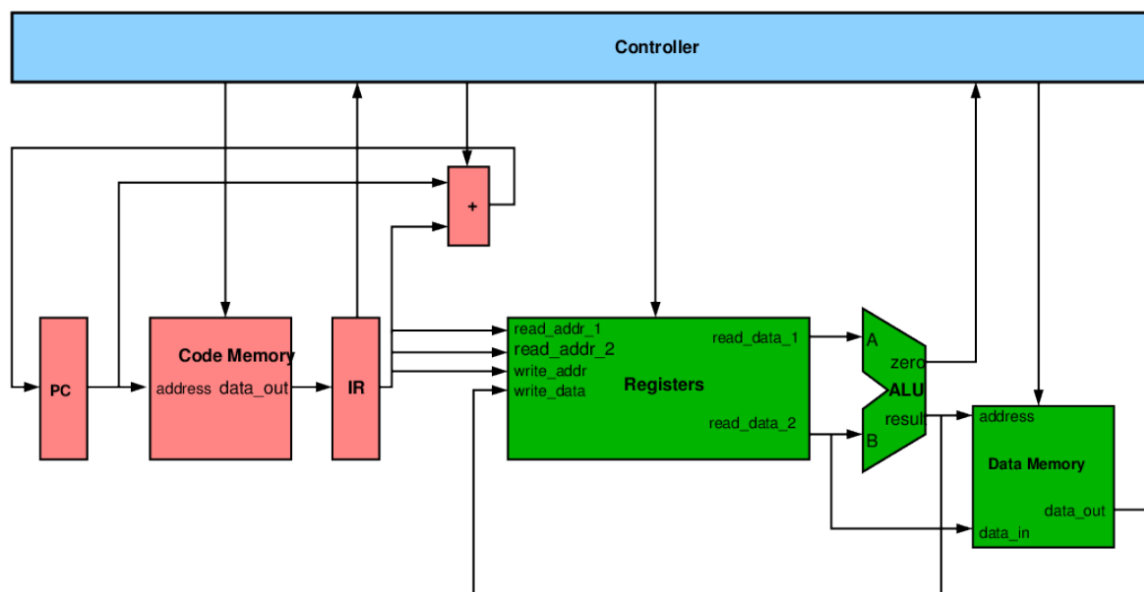 Controller
+
PC
Code Memory
address data_out
IR
read_addr_1
read_addr_2
write_addr
write_data
Registers
read_data_1
read_data_2
A
B
zero
ALU
result
address
Data Memory
data_out
data_in